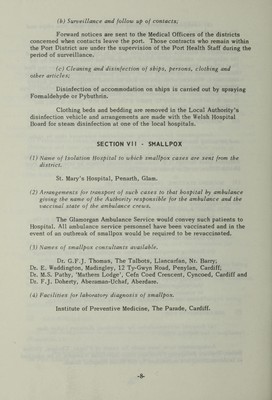 (b) Surveillance and follow up of contacts;
Forward notices are sent to the Medical Officers of the districts
concerned when contacts leave the port. Those contacts who remain within
the Port District are under the supervision of the Port Health Staff during the
period of surveillance.
(c) Cleaning and disinfection of ships, persons, clothing and
other articles;
Disinfection of accommodation on ships is carried out by spraying
Formaldehyde or Pybuthrin.
Clothing beds and bedding are removed in the Local Authority's
disinfection vehicle and arrangements are made with the Welsh Hospital
Board for steam disinfection at one of the local hospitals.
SECTION VII - SMALLPOX
(1) Name of Isolation Hospital to which smallpox cases are sent from the
district.
St. Mary's Hospital, Penarth, Glam.
(2) Arrangements for transport of such cases to that hospital by ambulance
giving the name of the Authority responsible for the ambulance and the
vaccinal state of the ambulance crews.
The Glamorgan Ambulance Service would convey such patients to
Hospital. All ambulance service personnel have been vaccinated and in the
event of an outbreak of smallpox would be required to be revaccinated.
(3) Names of smallpox consultants available.
Dr. G.F.J. Thomas, The Talbots, Llancarfan, Nr. Barry;
Dr. E. Waddington, Madingley, 12 Ty-Gwyn Road, Penylan, Cardiff;
Dr. M.S. Pathy, 'Mathern Lodge', Cefn Coed Crescent, Cyncoed, Cardiff and
Dr. F.J. Doherty, Abesman-Uchaf, Aberdare.
(4) Facilities for laboratory diagnosis of smallpox.
Institute of Preventive Medicine, The Parade, Cardiff.
-8-